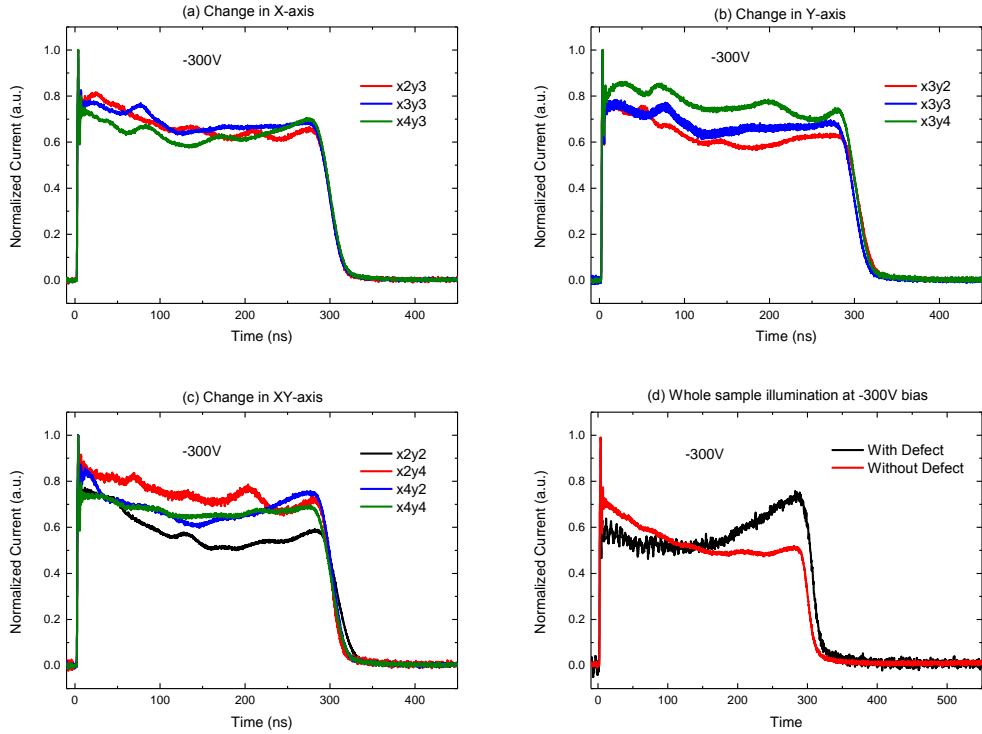 (a) Change in X-axis
-300V
x2y3
x3y3
x4y3
1.0
0.8
0.6
0.4
0.2
0.0
Normalized Current (a.u.)
0 100 200 300 400
Time (ns)
(b) Change in Y-axis
-300V
x3y2
x3y3
x3y4
1.0
0.8
0.6
0.4
0.2
0.0
Normalized Current (a.u.)
0 100 200 300 400
Time (ns)
(c) Change in XY-axis
-300V
x2y2
x2y4
x4y2
x4y4
1.0
0.8
0.6
0.4
0.2
0.0
Normalized Current (a.u.)
0 100 200 300 400
Time (ns)
(d) Whole sample illumination at -300V bias
-300V
With Defect
Without Defect
1.0
0.8
0.6
0.4
0.2
0.0
Normalized Current (a.u.)
0 100 200 300 400 500
Time